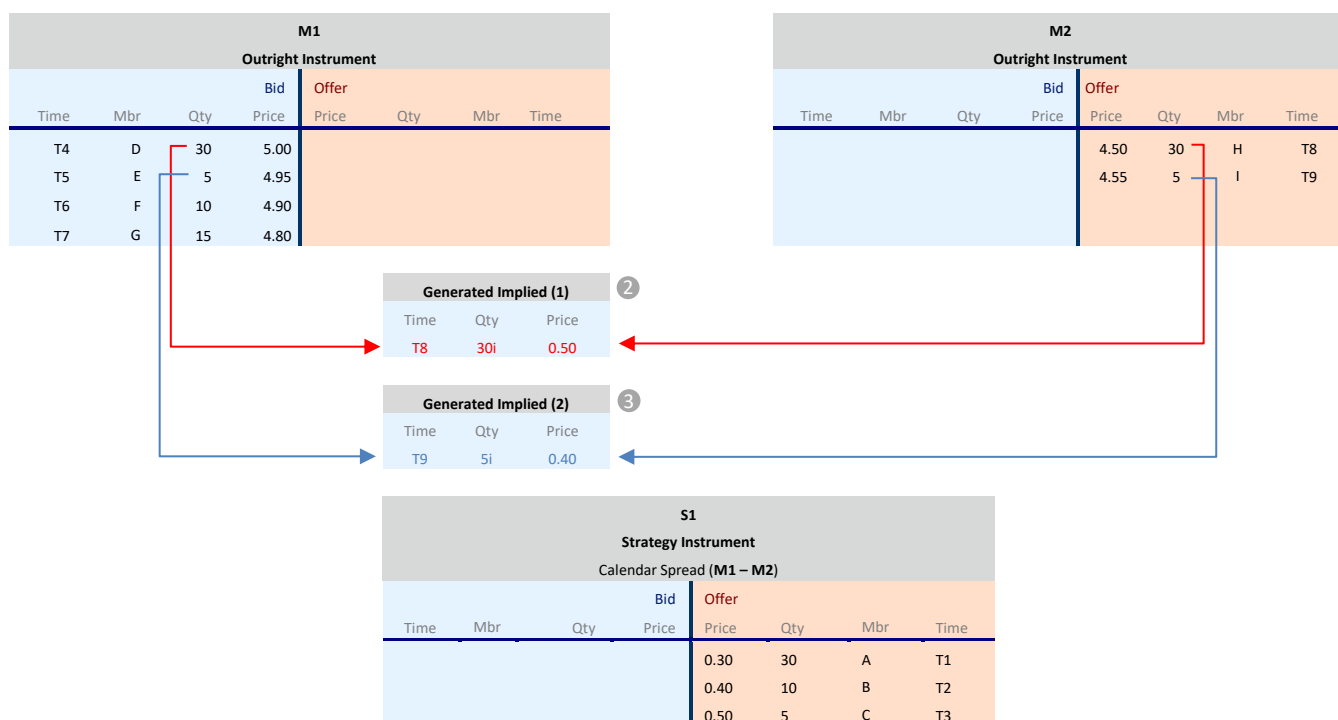 M1
Outright Instrument
Bid Offer
Time Mbr Qty Price Price Qty Mbr Time
T4 D 30 5.00
T5 E 5 4.95
T6 F 10 4.90
T7 G 15 4.80
M2
Outright Instrument
Bid Offer
Time Mbr Qty Price Price Qty Mbr Time
4.50 30 H T8
4.55 5 I T9
Generated Implied (1) 2
Time Qty Price
T8 30i 0.50
Generated Implied (2) 3
Time Qty Price
T9 5i 0.40
S1
Strategy Instrument
Calendar Spread (M1 – M2)
Bid Offer
Time Mbr Qty Price Price Qty Mbr Time
0.30 30 A T1
0.40 10 B T2
0.50 5 C T3